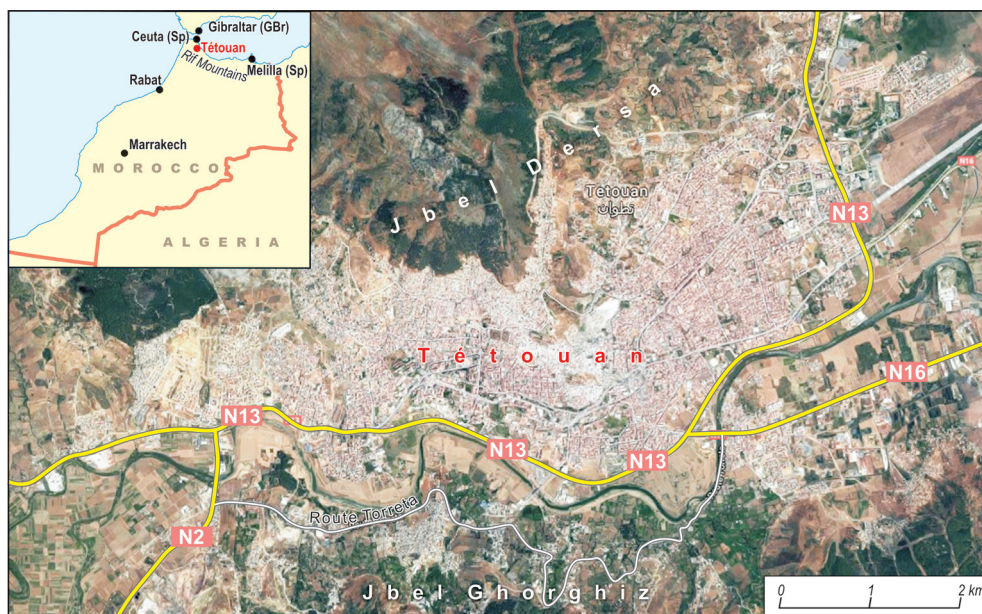 Gibraltar (GBr)
Ceuta (Sp)
Tétouan
Rif Mountains
Melilla (Sp)
Rabat
Marrakech
MOROCCO
ALGERIA
Jbel Dersa
Tétouan
تطوان
N16
N13
Tétouan
N16
N13
N13
N13
Route Torreta
N2
Jbel Ghorghiz
0 1 2 km